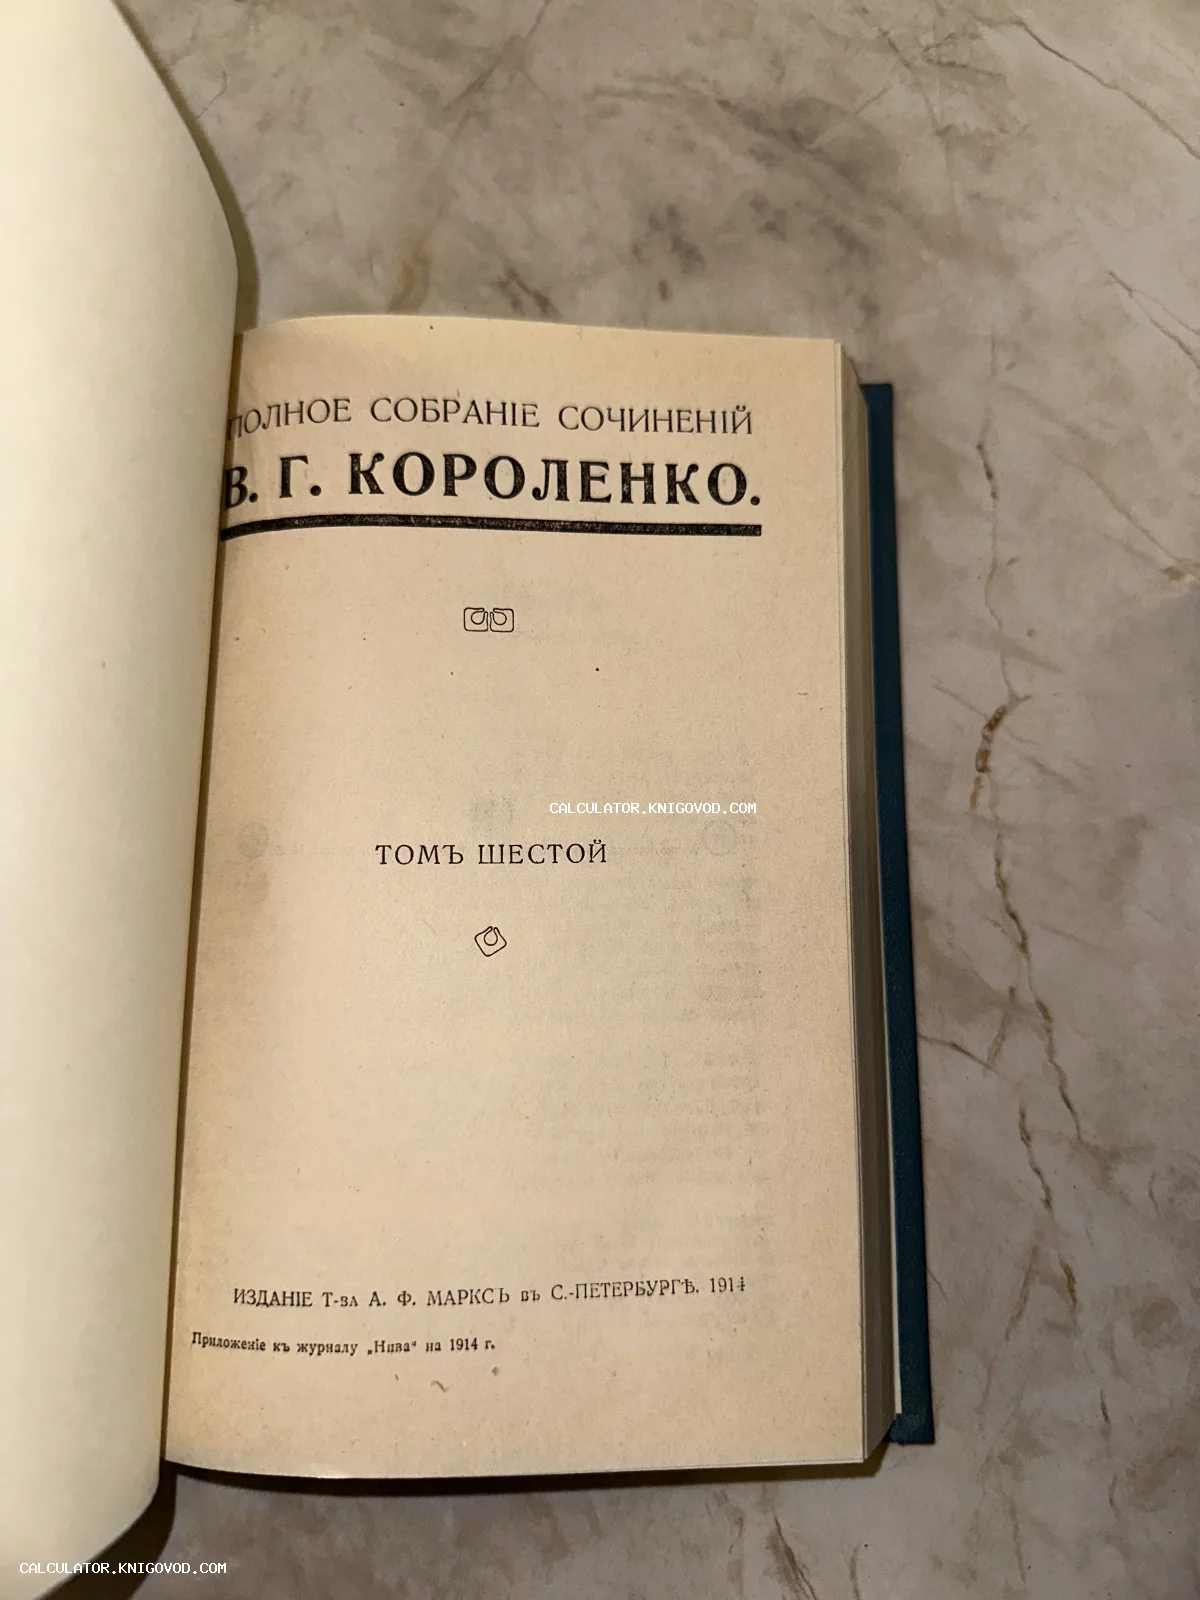 ПОЛНОЕ СОБРАНІЕ СОЧИНЕНІЙ
В. Г. КОРОЛЕНКО.
CALCULATOR.KNIGOVOD.COM
ТОМЪ ШЕСТОЙ
ИЗДАНІЕ Т-ва А. Ф. МАРКСЪ въ С.-ПЕТЕРБУРГѢ. 1914
Приложеніе къ журналу „Нива“ на 1914 г.
CALCULATOR.KNIGOVOD.COM